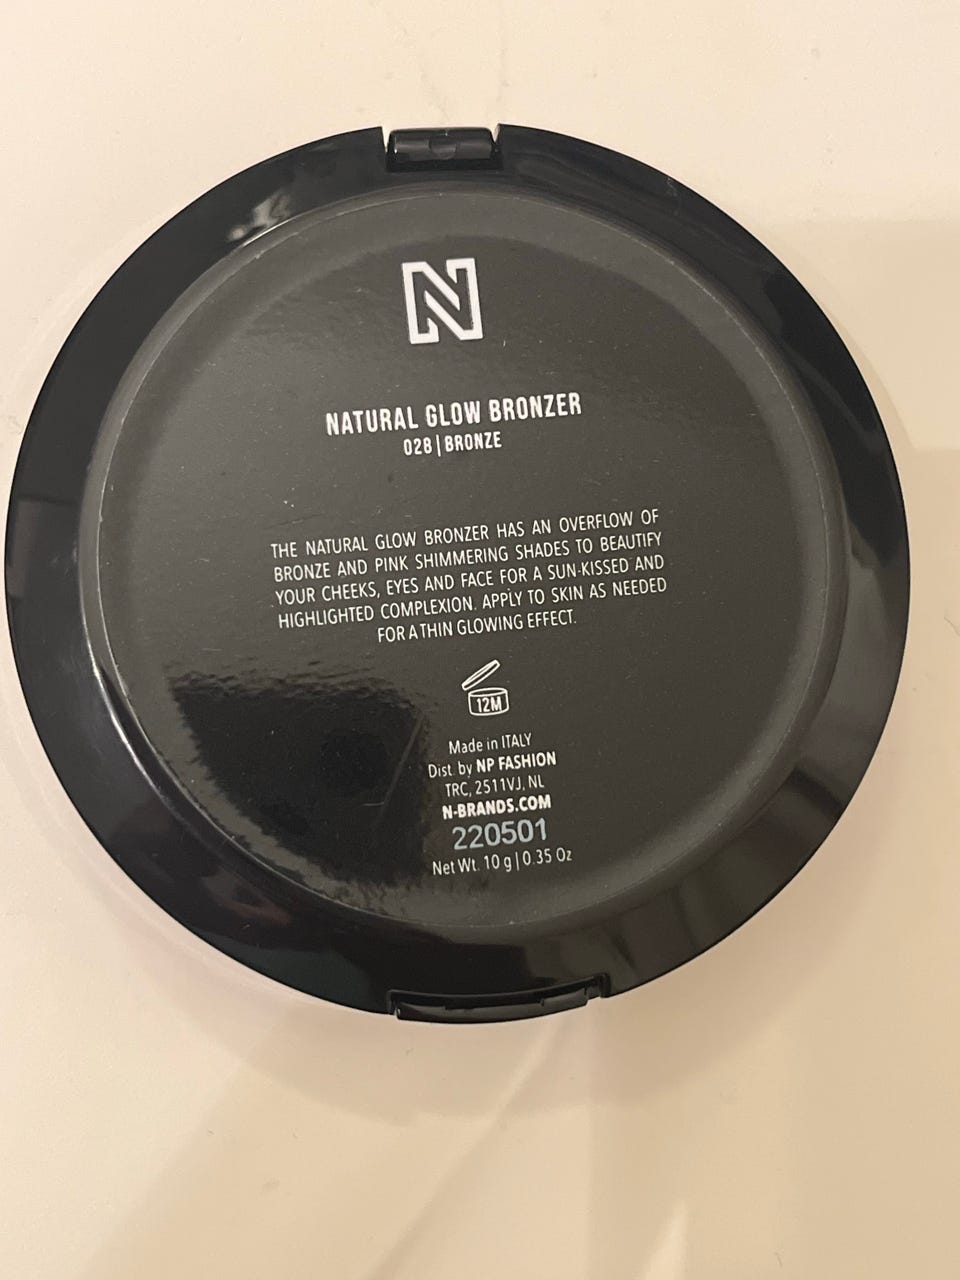 N
NATURAL GLOW BRONZER
028 | BRONZE
THE NATURAL GLOW BRONZER HAS AN OVERFLOW OF
BRONZE AND PINK SHIMMERING SHADES TO BEAUTIFY
YOUR CHEEKS, EYES AND FACE FOR A SUN-KISSED AND
HIGHLIGHTED COMPLEXION. APPLY TO SKIN AS NEEDED
FOR A THIN GLOWING EFFECT.
12M
Made in ITALY
Dist. by NP FASHION
TRC, 2511VJ, NL
N-BRANDS.COM
220501
Net Wt. 10 g | 0.35 Oz